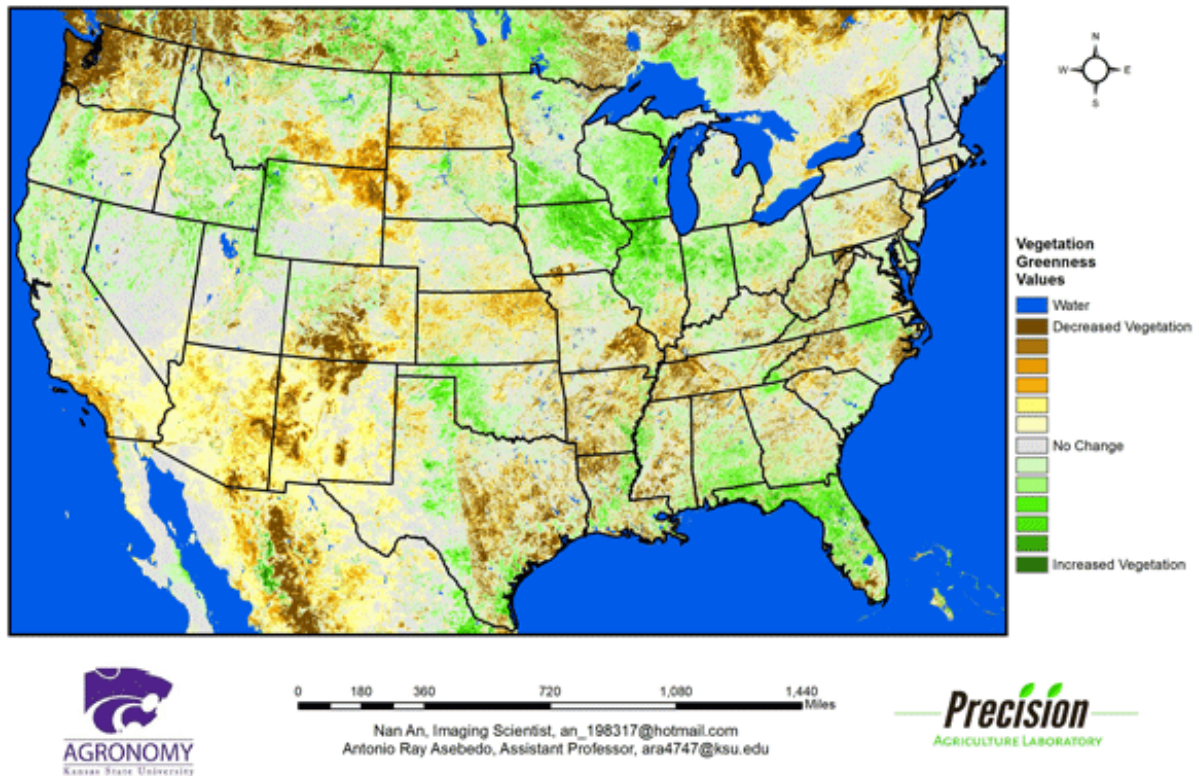 N
W E
S
Vegetation
Greenness
Values
Water
Decreased Vegetation
No Change
Increased Vegetation
0 180 360 720 1,080 1,440
Miles
Nan An, Imaging Scientist, an_198317@hotmail.com
Antonio Ray Asebedo, Assistant Professor, ara4747@ksu.edu
AGRONOMY
Kansas State University
Precision
AGRICULTURE LABORATORY